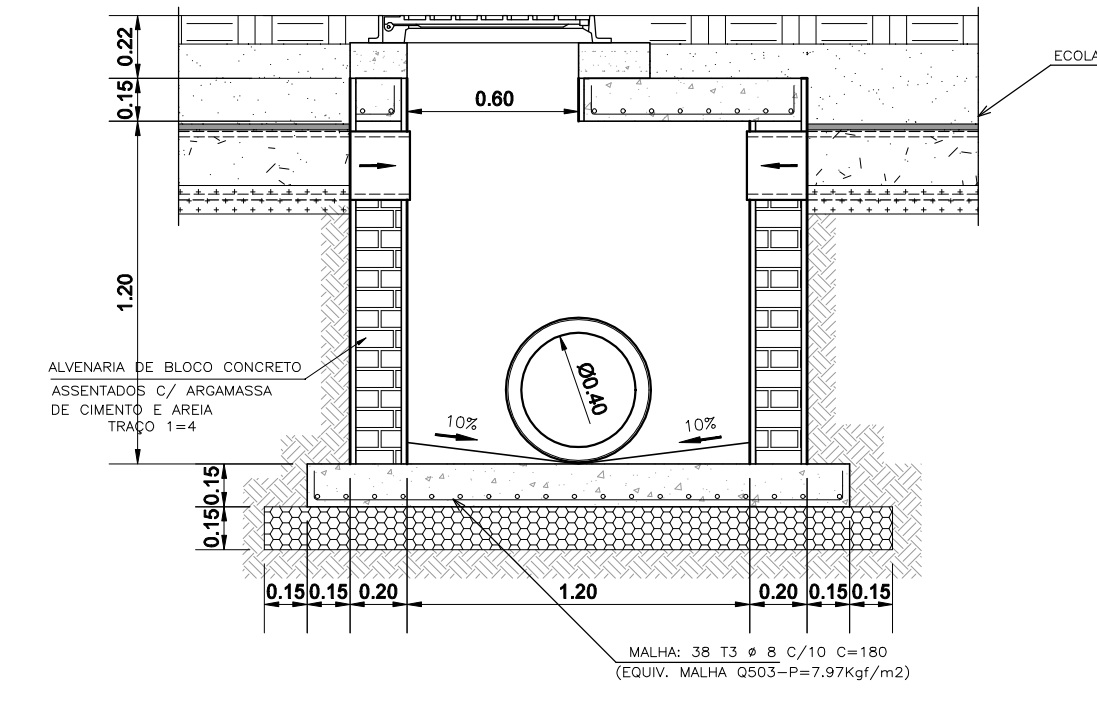 0.22
ECOLA
0.15
0.60
1.20
ALVENARIA DE BLOCO CONCRETO
ASSENTADOS C/ ARGAMASSA
DE CIMENTO E AREIA
TRAÇO 1=4
Ø0.40
10%
10%
0.15
0.15
0.15 0.15 0.20 1.20 0.20 0.15 0.15
MALHA: 38 T3 ø 8 C/10 C=180
(EQUIV. MALHA Q503-P=7.97Kgf/m2)